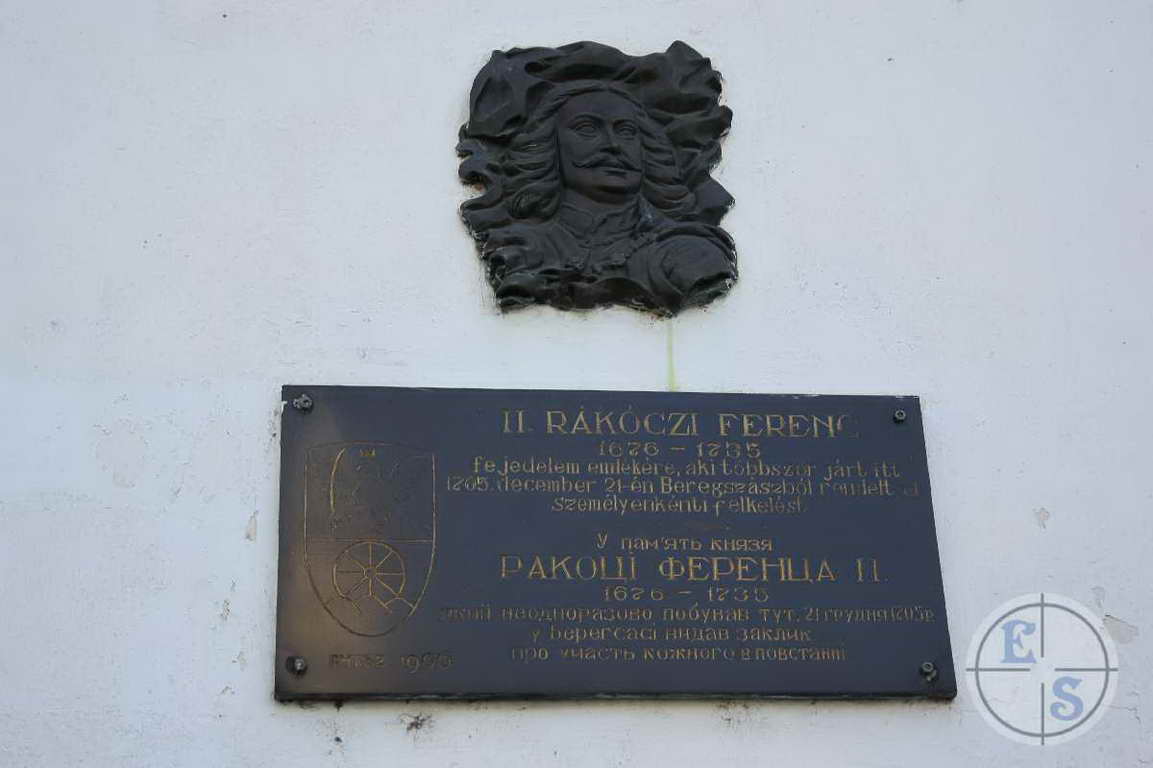 II. RÁKÓCZI FERENC
1676 - 1735
fejedelem emlékére, aki többször járt itt
1705. december 21-én Beregszászból rendelt el
személyenkénti felkelést
У пам'ять князя
РАКОЦІ ФЕРЕНЦА II.
1676 - 1735
який неодноразово побував тут. 21 грудня 1705 р
у Берегсасі видав заклик
про участь кожного в повстанні
1990
E
S